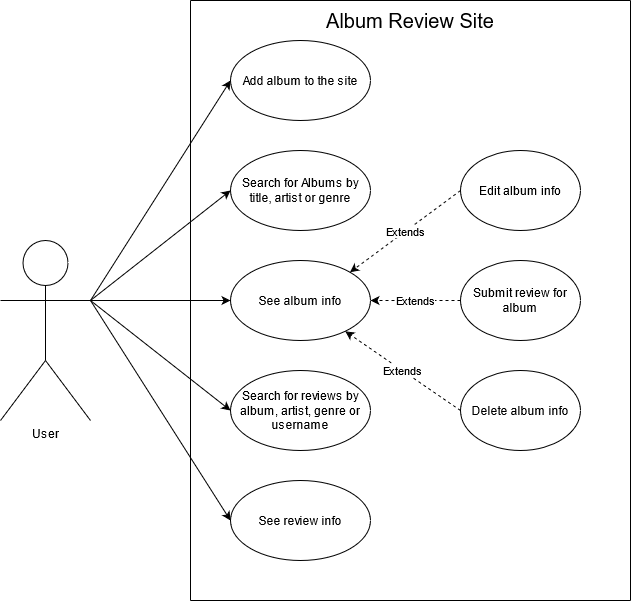 Album Review Site
Add album to the site
Search for Albums by
title, artist or genre
Edit album info
Extends
See album info
Extends
Submit review for
album
Extends
Search for reviews by
album, artist, genre or
username
Delete album info
User
See review info